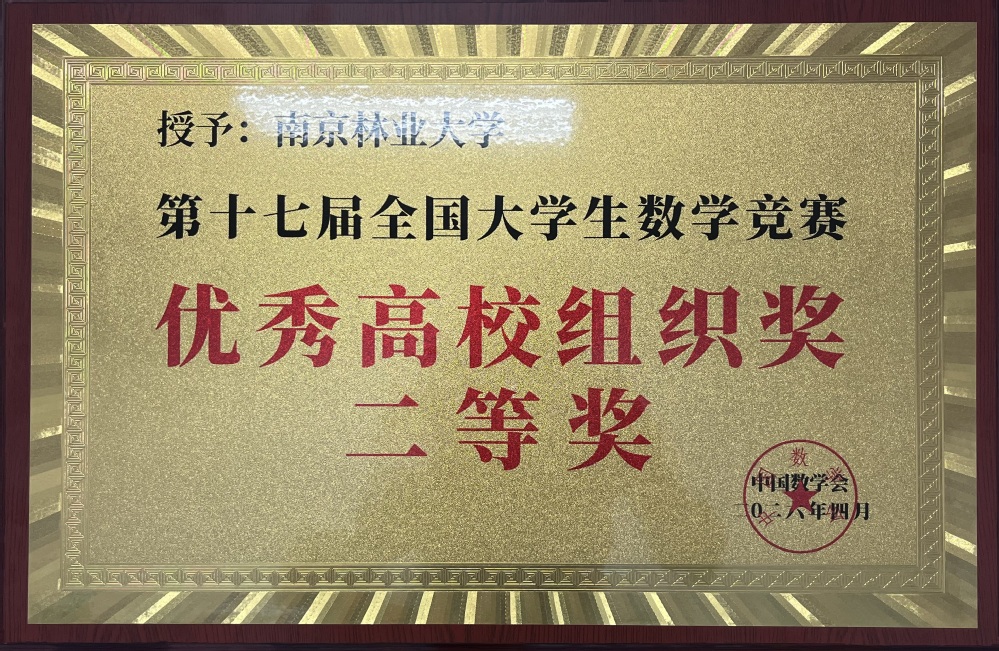 授予：南京林业大学
第十七届全国大学生数学竞赛
优秀高校组织奖
二等奖
中国数学会
二0二六年四月